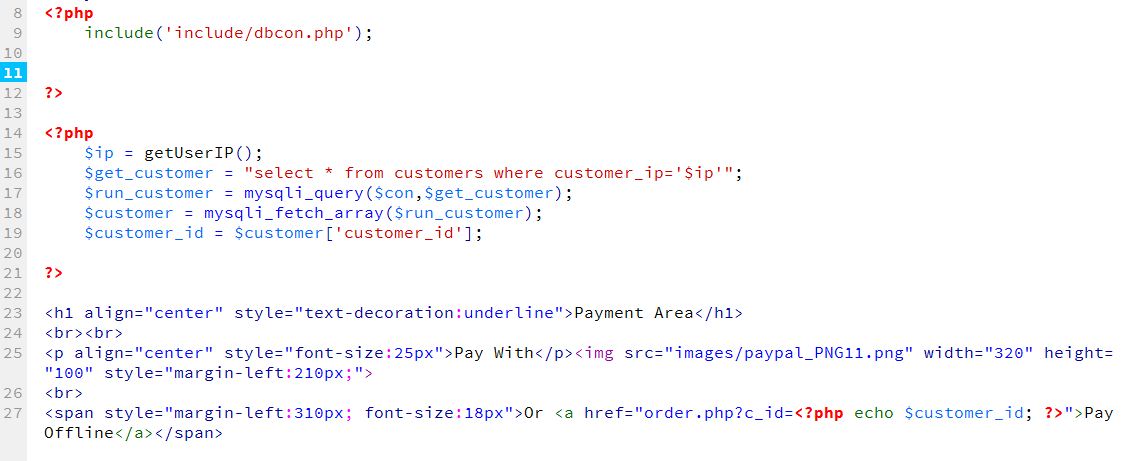 8 <?php
9 include('include/dbcon.php');
10
11
12 ?>
13
14 <?php
15 $ip = getUserIP();
16 $get_customer = "select * from customers where customer_ip='$ip'";
17 $run_customer = mysqli_query($con,$get_customer);
18 $customer = mysqli_fetch_array($run_customer);
19 $customer_id = $customer['customer_id'];
20
21 ?>
22
23 <h1 align="center" style="text-decoration:underline">Payment Area</h1>
24 <br><br>
25 <p align="center" style="font-size:25px">Pay With</p><img src="images/paypal_PNG11.png" width="320" height=
"100" style="margin-left:210px;">
26 <br>
27 <span style="margin-left:310px; font-size:18px">Or <a href="order.php?c_id=<?php echo $customer_id; ?>">Pay
Offline</a></span>